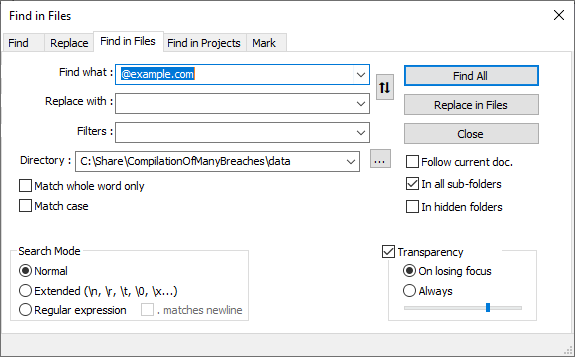 Find in Files
Find Replace Find in Files Find in Projects Mark
Find what : @example.com Find All
Replace with : Replace in Files
Filters : Close
Directory : C:\Share\CompilationOfManyBreaches\data ... Follow current doc.
Match whole word only In all sub-folders
Match case In hidden folders
Search Mode Transparency
Normal On losing focus
Extended (\n, \r, \t, \0, \x...) Always
Regular expression . matches newline